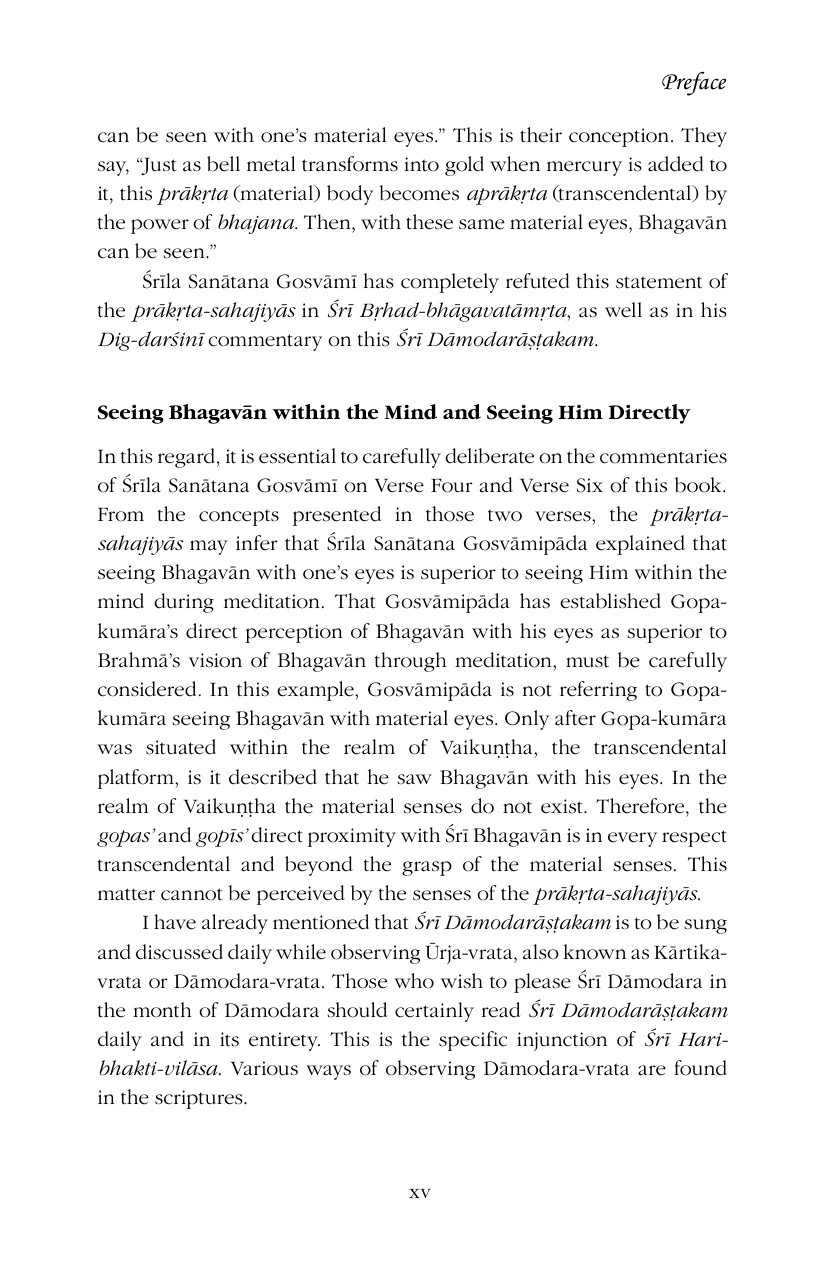 Preface
can be seen with one’s material eyes.” This is their conception. They
say, “Just as bell metal transforms into gold when mercury is added to
it, this prākṛta (material) body becomes aprākṛta (transcendental) by
the power of bhajana. Then, with these same material eyes, Bhagavān
can be seen.”
Śrīla Sanātana Gosvāmī has completely refuted this statement of
the prākṛta-sahajiyās in Śrī Bṛhad-bhāgavatāmṛta, as well as in his
Dig-darśinī commentary on this Śrī Dāmodarāṣṭakam.
Seeing Bhagavān within the Mind and Seeing Him Directly
In this regard, it is essential to carefully deliberate on the commentaries
of Śrīla Sanātana Gosvāmī on Verse Four and Verse Six of this book.
From the concepts presented in those two verses, the prākṛta-
sahajiyās may infer that Śrīla Sanātana Gosvāmipāda explained that
seeing Bhagavān with one’s eyes is superior to seeing Him within the
mind during meditation. That Gosvāmipāda has established Gopa-
kumāra’s direct perception of Bhagavān with his eyes as superior to
Brahmā’s vision of Bhagavān through meditation, must be carefully
considered. In this example, Gosvāmipāda is not referring to Gopa-
kumāra seeing Bhagavān with material eyes. Only after Gopa-kumāra
was situated within the realm of Vaikuṇṭha, the transcendental
platform, is it described that he saw Bhagavān with his eyes. In the
realm of Vaikuṇṭha the material senses do not exist. Therefore, the
gopas’ and gopīs’ direct proximity with Śrī Bhagavān is in every respect
transcendental and beyond the grasp of the material senses. This
matter cannot be perceived by the senses of the prākṛta-sahajiyās.
I have already mentioned that Śrī Dāmodarāṣṭakam is to be sung
and discussed daily while observing Ūrja-vrata, also known as Kārtika-
vrata or Dāmodara-vrata. Those who wish to please Śrī Dāmodara in
the month of Dāmodara should certainly read Śrī Dāmodarāṣṭakam
daily and in its entirety. This is the specific injunction of Śrī Hari-
bhakti-vilāsa. Various ways of observing Dāmodara-vrata are found
in the scriptures.
xv